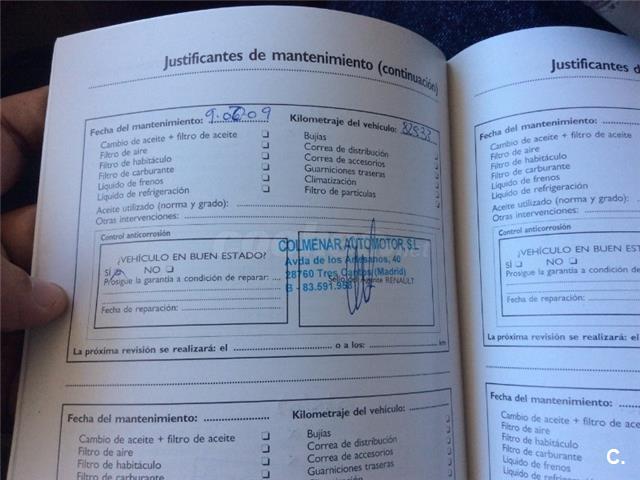 Justificantes de mantenimiento (continuación)
Fecha del mantenimiento:
Kilometraje del vehículo:
Cambio de aceite + filtro de aceite
Filtro de aire
Filtro de habitáculo
Filtro de carburante
Líquido de frenos
Líquido de refrigeración
Bujías
Correa de distribución
Correa de accesorios
Guarniciones traseras
Climatización
Filtro de partículas
Aceite utilizado (norma y grado):
Otras intervenciones:
Control anticorrosión
¿VEHÍCULO EN BUEN ESTADO?
SÍ NO
Prosigue la garantía a condición de reparar:
Fecha de reparación:
COLMENAR AUTOMOTOR, S.L
Avda de los Artesanos, 40
28760 Tres Cantos (Madrid)
B - 83.591.958
RENAULT
La próxima revisión se realizará: el o a los: km
Fecha del mantenimiento:
Kilometraje del vehículo:
Cambio de aceite + filtro de aceite
Filtro de aire
Filtro de habitáculo
Filtro de carburante
Bujías
Correa de distribución
Correa de accesorios
Guarniciones traseras
Justificantes d
Fecha del mantenimiento:
Cambio de aceite + filtro de aceite
Filtro de aire
Filtro de habitáculo
Filtro de carburante
Líquido de frenos
Líquido de refrigeración
Aceite utilizado (norma y grado):
Otras intervenciones:
Control anticorrosión
¿VEHÍCULO EN BUEN ESTADO?
SÍ NO
Prosigue la garantía a condición de
Fecha de reparación:
La próxima revisión se realizará: el
Fecha del mantenimiento:
Cambio de aceite + filtro de aceite
Filtro de aire
Filtro de habitáculo
Filtro de carburante
Líquido de frenos
Líquido de refrigeración
C.